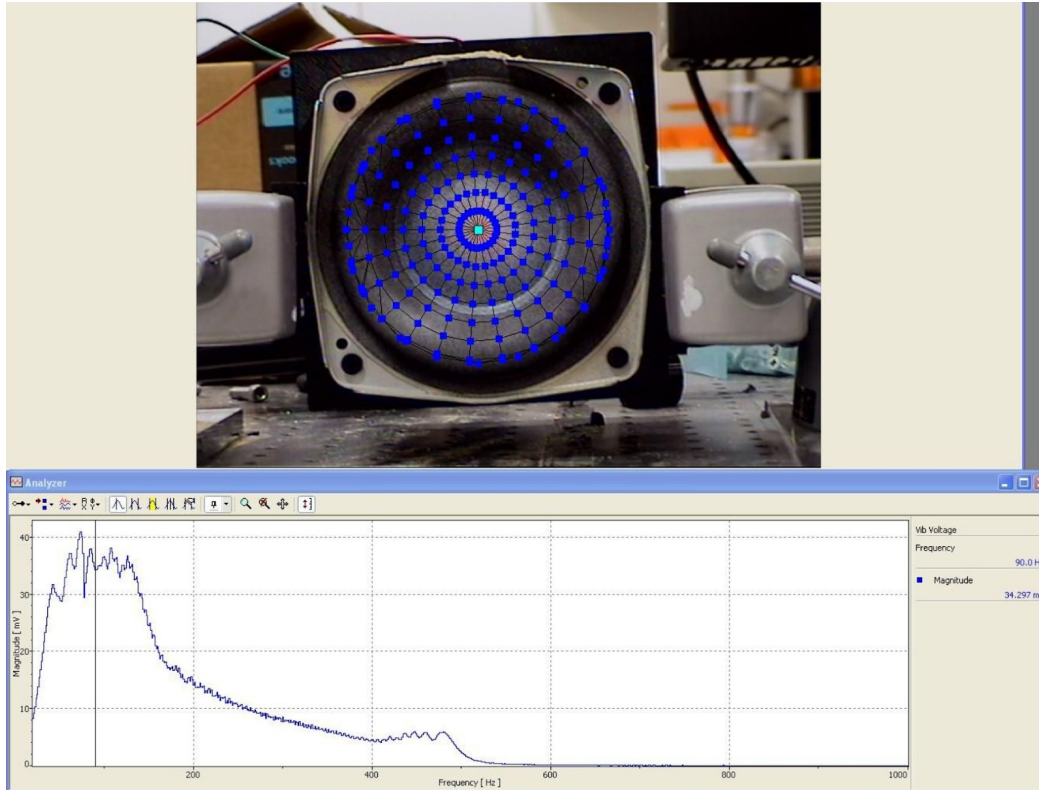 Analyzer
Vib Voltage
Frequency
90.0 H
Magnitude
34.297 m
Magnitude [ mV ]
40
30
20
10
0
200
400
600
800
1000
Frequency [ Hz ]